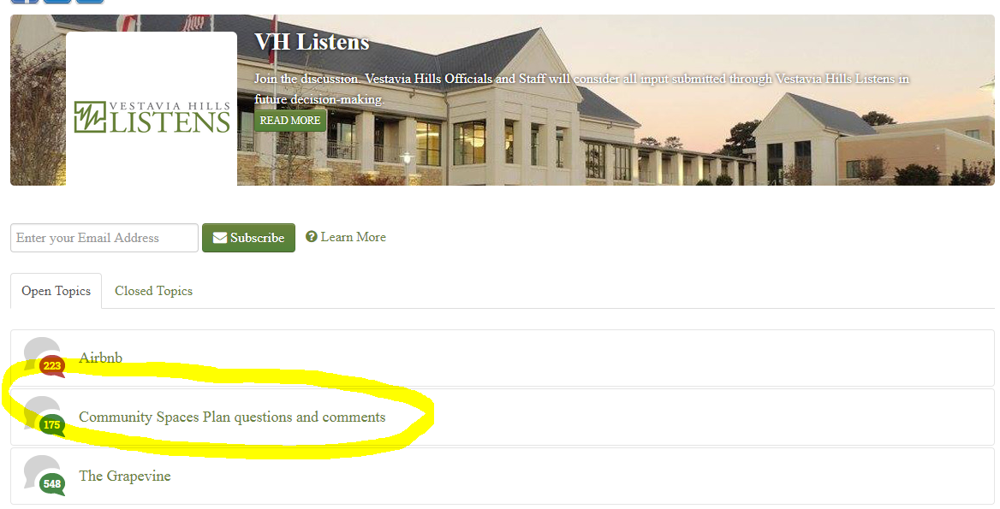 VH Listens
Join the discussion. Vestavia Hills Officials and Staff will consider all input submitted through Vestavia Hills Listens in
future decision-making.
READ MORE
VESTAVIA HILLS
LISTENS
Enter your Email Address
Subscribe
Learn More
Open Topics
Closed Topics
223
Airbnb
175
Community Spaces Plan questions and comments
548
The Grapevine